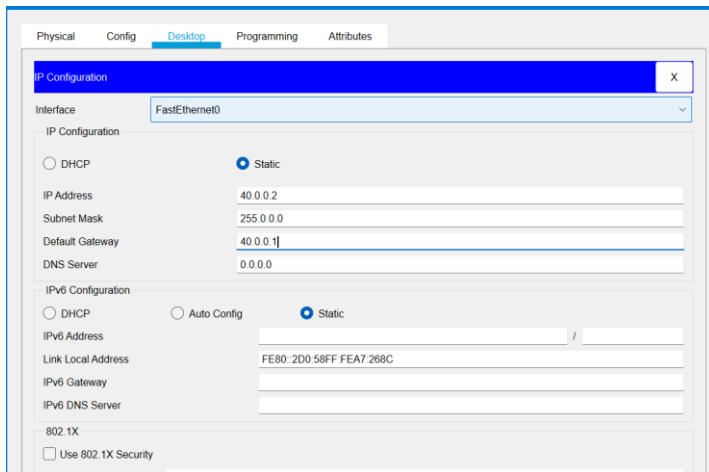 Physical Config Desktop Programming Attributes
IP Configuration X
Interface FastEthernet0
IP Configuration
DHCP Static
IP Address 40.0.0.2
Subnet Mask 255.0.0.0
Default Gateway 40.0.0.1
DNS Server 0.0.0.0
IPv6 Configuration
DHCP Auto Config Static
IPv6 Address /
Link Local Address FE80::2D0:58FF:FEA7:268C
IPv6 Gateway
IPv6 DNS Server
802.1X
Use 802.1X Security